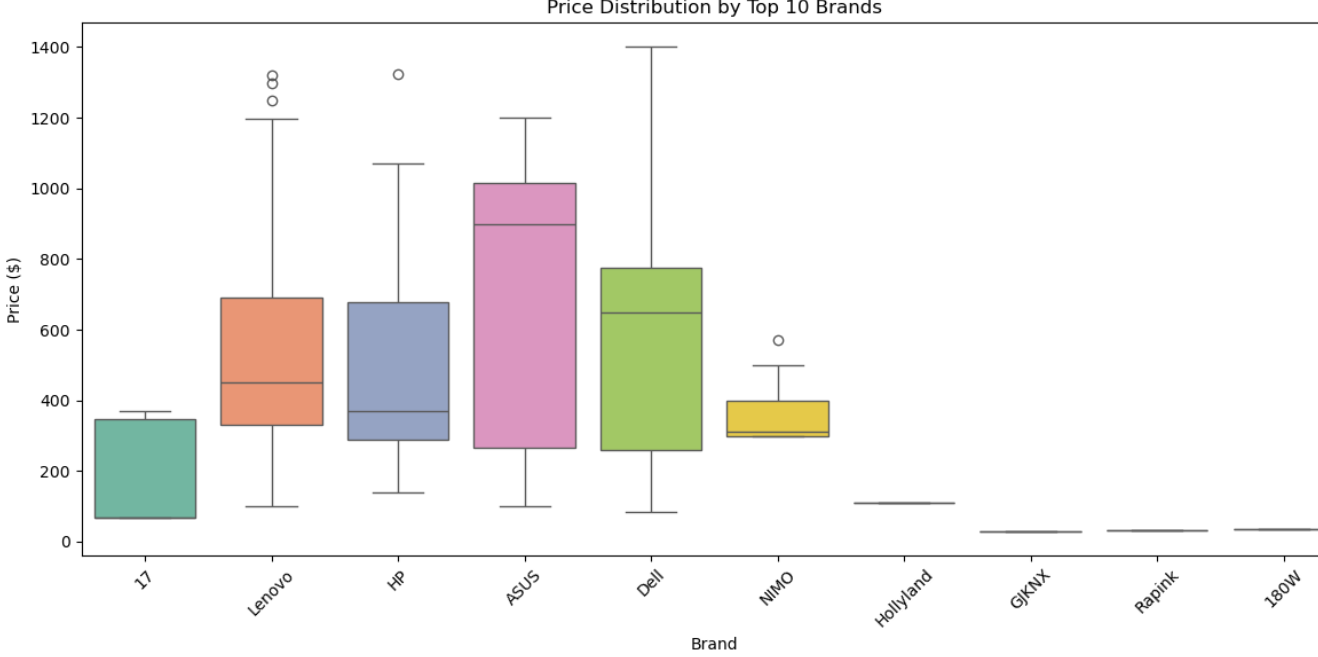 Price Distribution by Top 10 Brands
Price ($)
1400
1200
1000
800
600
400
200
0
17
Lenovo
HP
ASUS
Dell
NIMO
Hollyland
GJKNX
Rapink
180W
Brand